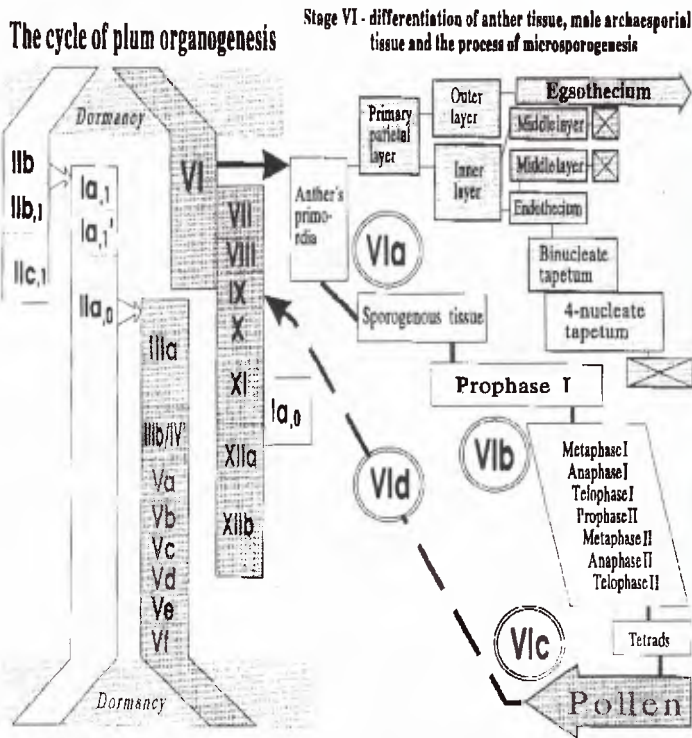 The cycle of plum organogenesis
Stage VI - differentiation of anther tissue, male archaesporial
tissue and the process of microsporogenesis
Dormancy
IIb
IIb,1
IIc,1
Ia,1
Ia,1'
IIa,0
IIIa
IIIb/IV'
Va
Vb
Vc
Vd
Ve
Vf
VI
VII
VIII
IX
X
XI
XIIa
XIIb
Ia,0
Dormancy
Anther's
primo-
rdia
Primary
parietal
layer
Outer
layer
Inner
layer
Egsothecium
Middle layer
Middle layer
Endothecium
Binucleate
tapetum
4-nucleate
tapetum
VIa
Sporogenous tissue
Prophase I
VIb
Metaphase I
Anaphase I
Telophase I
Prophase II
Metaphase II
Anaphase II
Telophase II
VId
VIc
Tetrads
Pollen